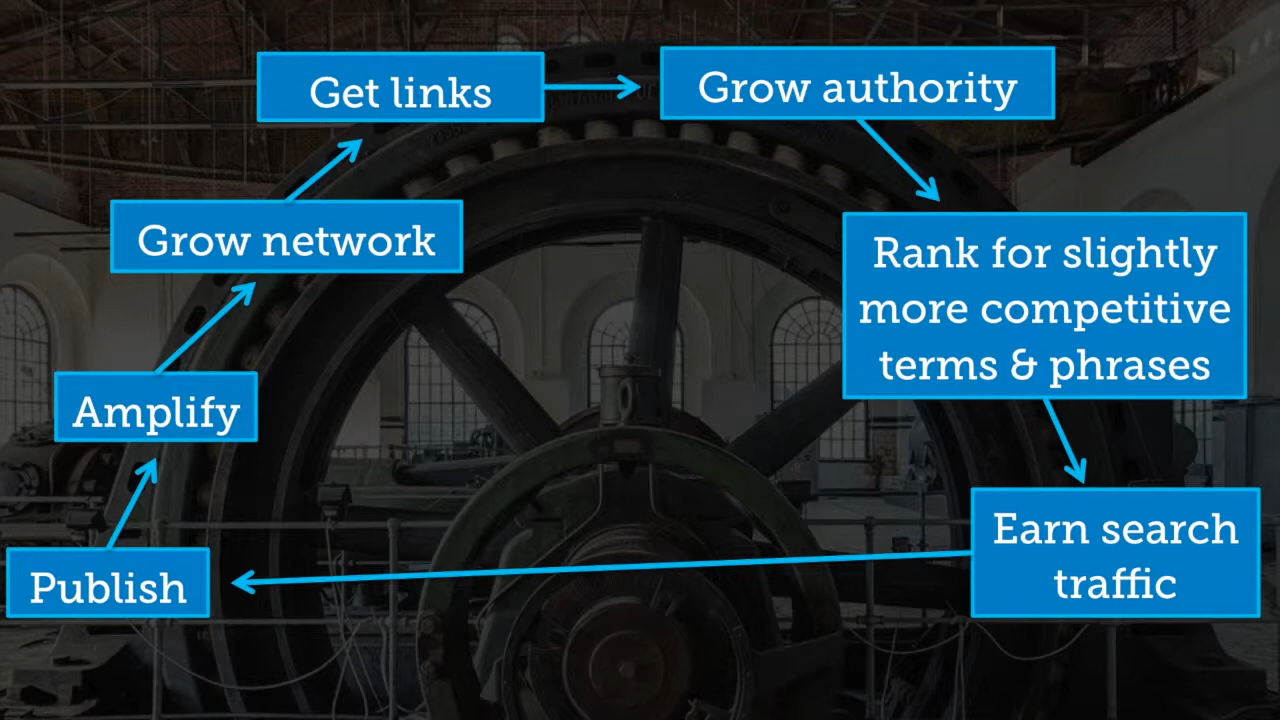 Get links
Grow authority
Grow network
Rank for slightly
more competitive
terms & phrases
Amplify
Earn search
traffic
Publish